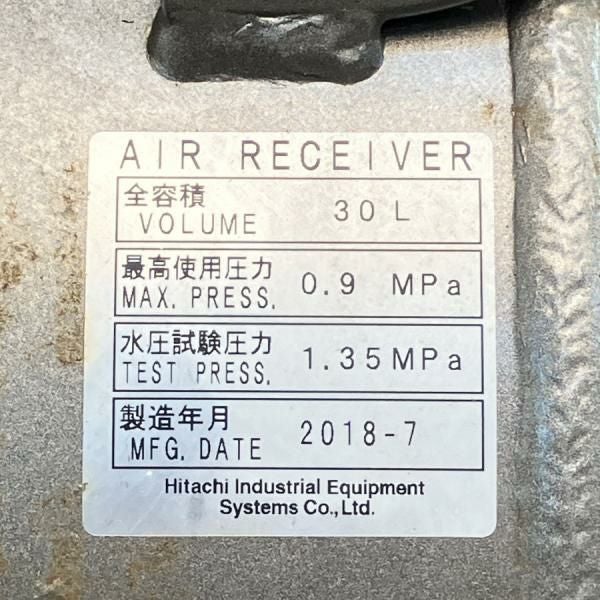 AIR RECEIVER
全容積
VOLUME 30 L
最高使用圧力
MAX. PRESS. 0.9 MPa
水圧試験圧力
TEST PRESS. 1.35MPa
製造年月
MFG. DATE 2018-7
Hitachi Industrial Equipment
Systems Co.,Ltd.